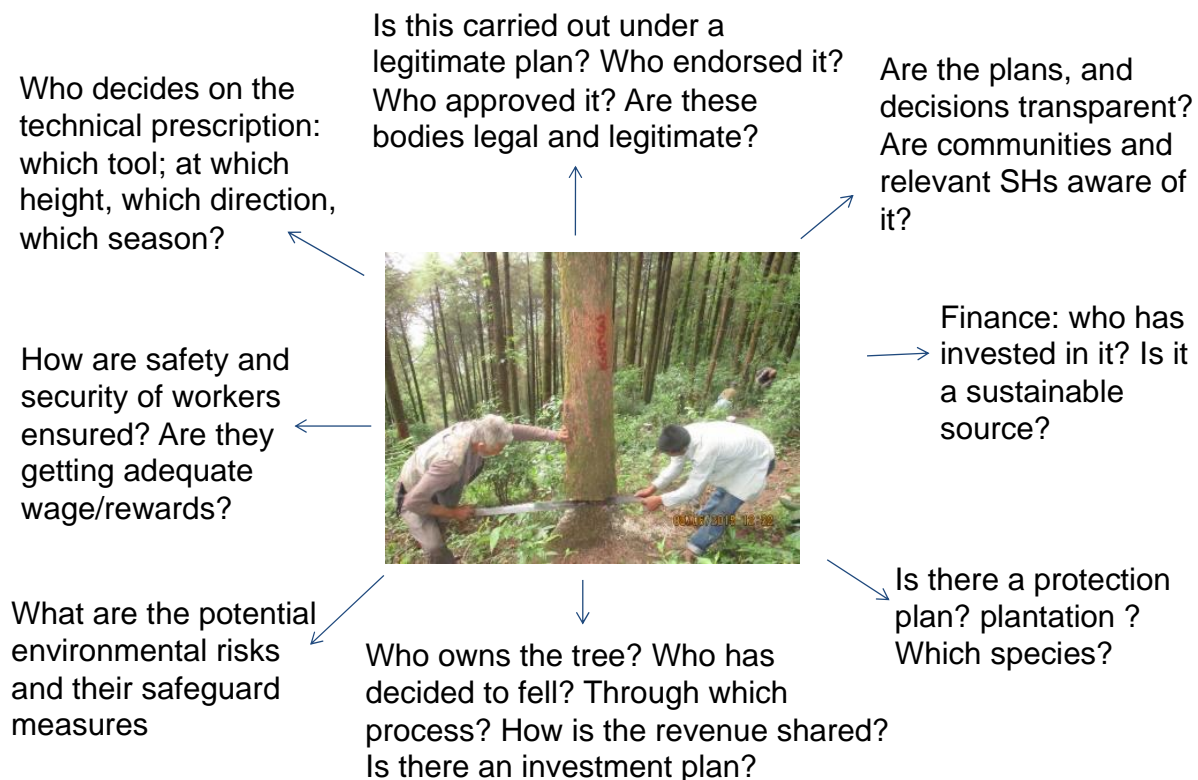 Is this carried out under a
legitimate plan? Who endorsed it?
Who approved it? Are these
bodies legal and legitimate?
Are the plans, and
decisions transparent?
Are communities and
relevant SHs aware of
it?
Who decides on the
technical prescription:
which tool; at which
height, which direction,
which season?
Finance: who has
invested in it? Is it
a sustainable
source?
How are safety and
security of workers
ensured? Are they
getting adequate
wage/rewards?
Is there a protection
plan? plantation ?
Which species?
What are the potential
environmental risks
and their safeguard
measures
Who owns the tree? Who has
decided to fell? Through which
process? How is the revenue shared?
Is there an investment plan?